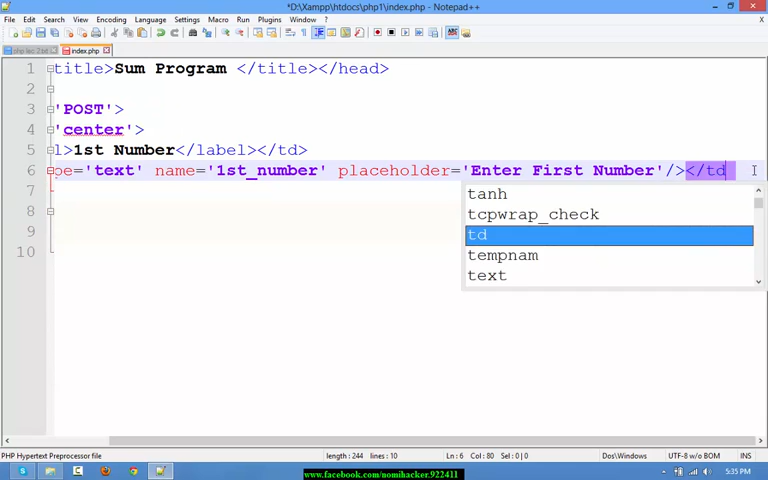 *D:\Xampp\htdocs\php1\index.php - Notepad++
File Edit Search View Encoding Language Settings Macro Run Plugins Window ?
php lec 2.txt index.php
1 title>Sum Program </title></head>
2
3 'POST'>
4 'center'>
5 l>1st Number</label></td>
6 pe='text' name='1st_number' placeholder='Enter First Number'/></td
7
8
9
10
tanh
tcpwrap_check
td
tempnam
text
PHP Hypertext Preprocessor file length : 244 lines : 10 Ln : 6 Col : 80 Sel : 0 | 0 Dos\Windows UTF-8 w/o BOM INS
www.facebook.com/nomihacker.922411
5:35 PM